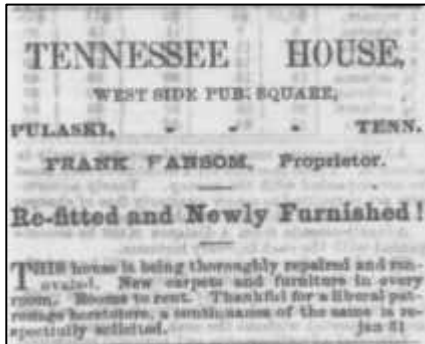 TENNESSEE HOUSE,
WEST SIDE PUB. SQUARE,
PULASKI, - - - TENN.
FRANK FANSOM, Proprietor.
Re-fitted and Newly Furnished!
THIS house is being thoroughly repaired and ren-
ovated. New carpets and furniture in every
room. Rooms to rent. Thankful for a liberal pat-
ronage heretofore, a continuance of the same is re-
spectfully solicited. jan 31